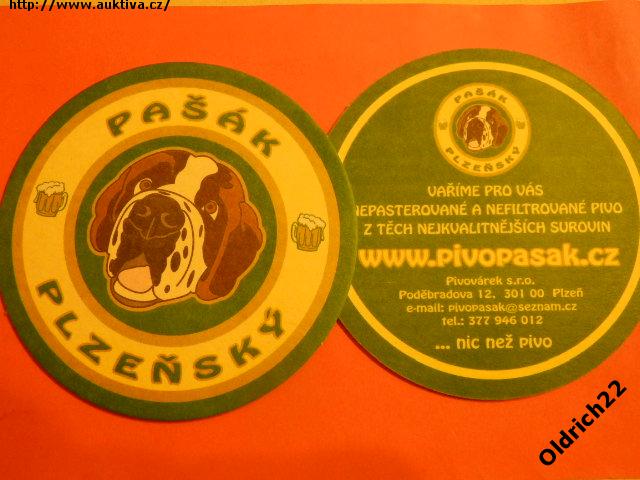 http://www.auktiva.cz/
PAŠÁK
PLZEŇSKÝ
PAŠÁK
PLZEŇSKÝ
VAŘÍME PRO VÁS
NEPASTEROVANÉ A NEFILTROVANÉ PIVO
Z TĚCH NEJKVALITNĚJŠÍCH SUROVIN
www.pivopasak.cz
Pivovárek s.r.o.
Poděbradova 12, 301 00 Plzeň
e-mail: pivopasak@seznam.cz
tel.: 377 946 012
... nic než pivo
Oldrich22